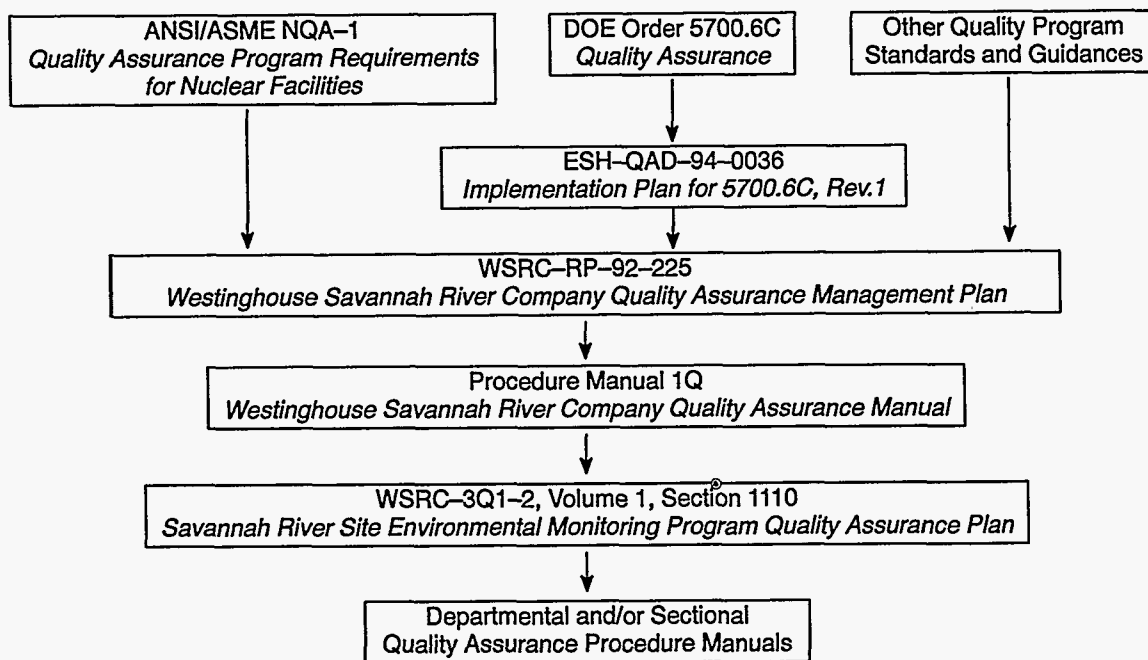 ANSI/ASME NQA–1
Quality Assurance Program Requirements
for Nuclear Facilities
DOE Order 5700.6C
Quality Assurance
Other Quality Program
Standards and Guidances
ESH–QAD–94–0036
Implementation Plan for 5700.6C, Rev.1
WSRC–RP–92–225
Westinghouse Savannah River Company Quality Assurance Management Plan
Procedure Manual 1Q
Westinghouse Savannah River Company Quality Assurance Manual
WSRC–3Q1–2, Volume 1, Section 1110
Savannah River Site Environmental Monitoring Program Quality Assurance Plan
Departmental and/or Sectional
Quality Assurance Procedure Manuals